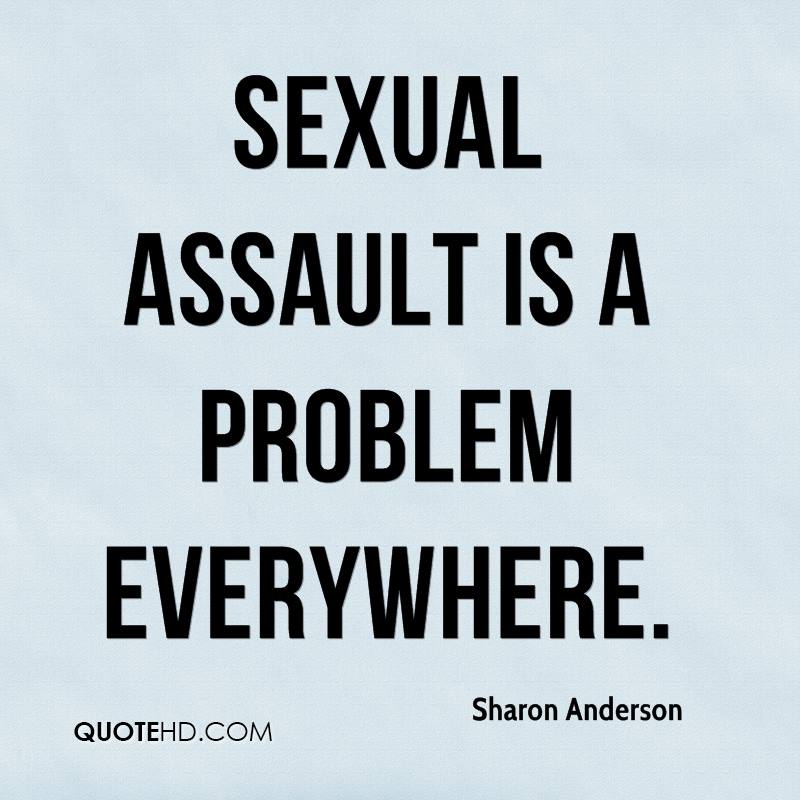 SEXUAL
ASSAULT IS A
PROBLEM
EVERYWHERE.
Sharon Anderson
QUOTEHD.COM